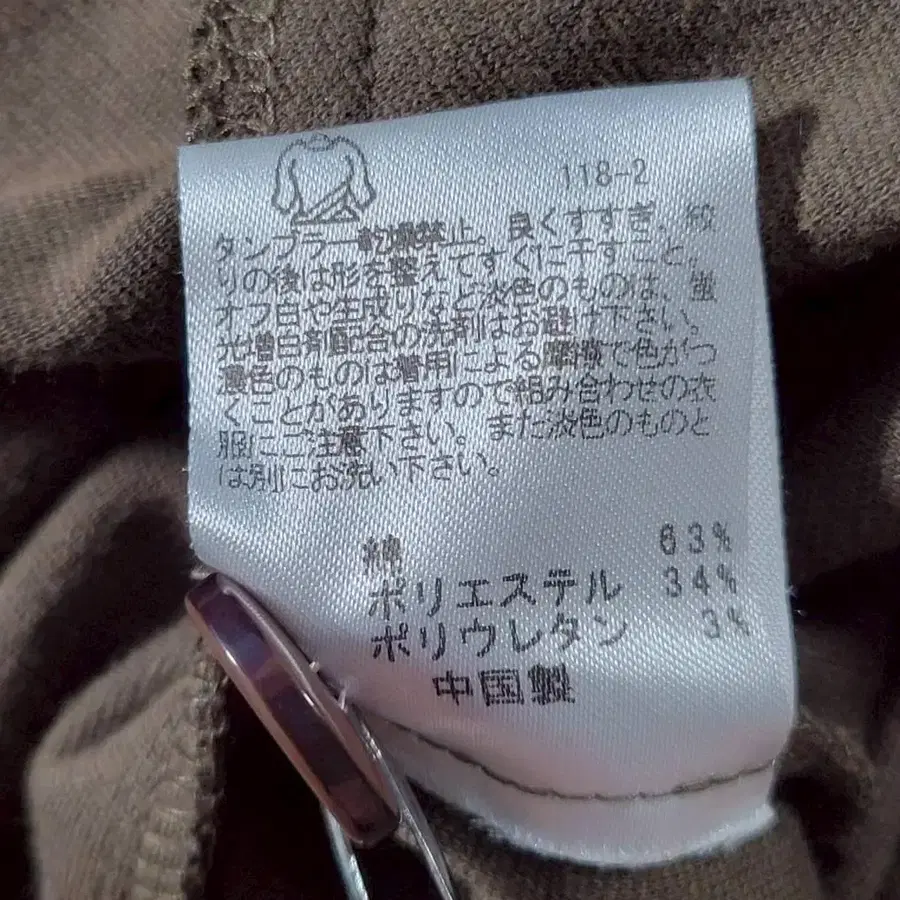 118-2
タンブラー乾燥禁止。良くすすぎ、絞
りの後は形を整えてすぐに干すこと。
オフ白や生成りなど淡色のものは、蛍
光増白剤配合の洗剤はお避け下さい。
濃色のものは着用による摩擦で色がつ
くことがありますので組み合わせの衣
服にご注意下さい。また淡色のものと
は別にお洗い下さい。
綿 63%
ポリエステル 34%
ポリウレタン 3%
中国製